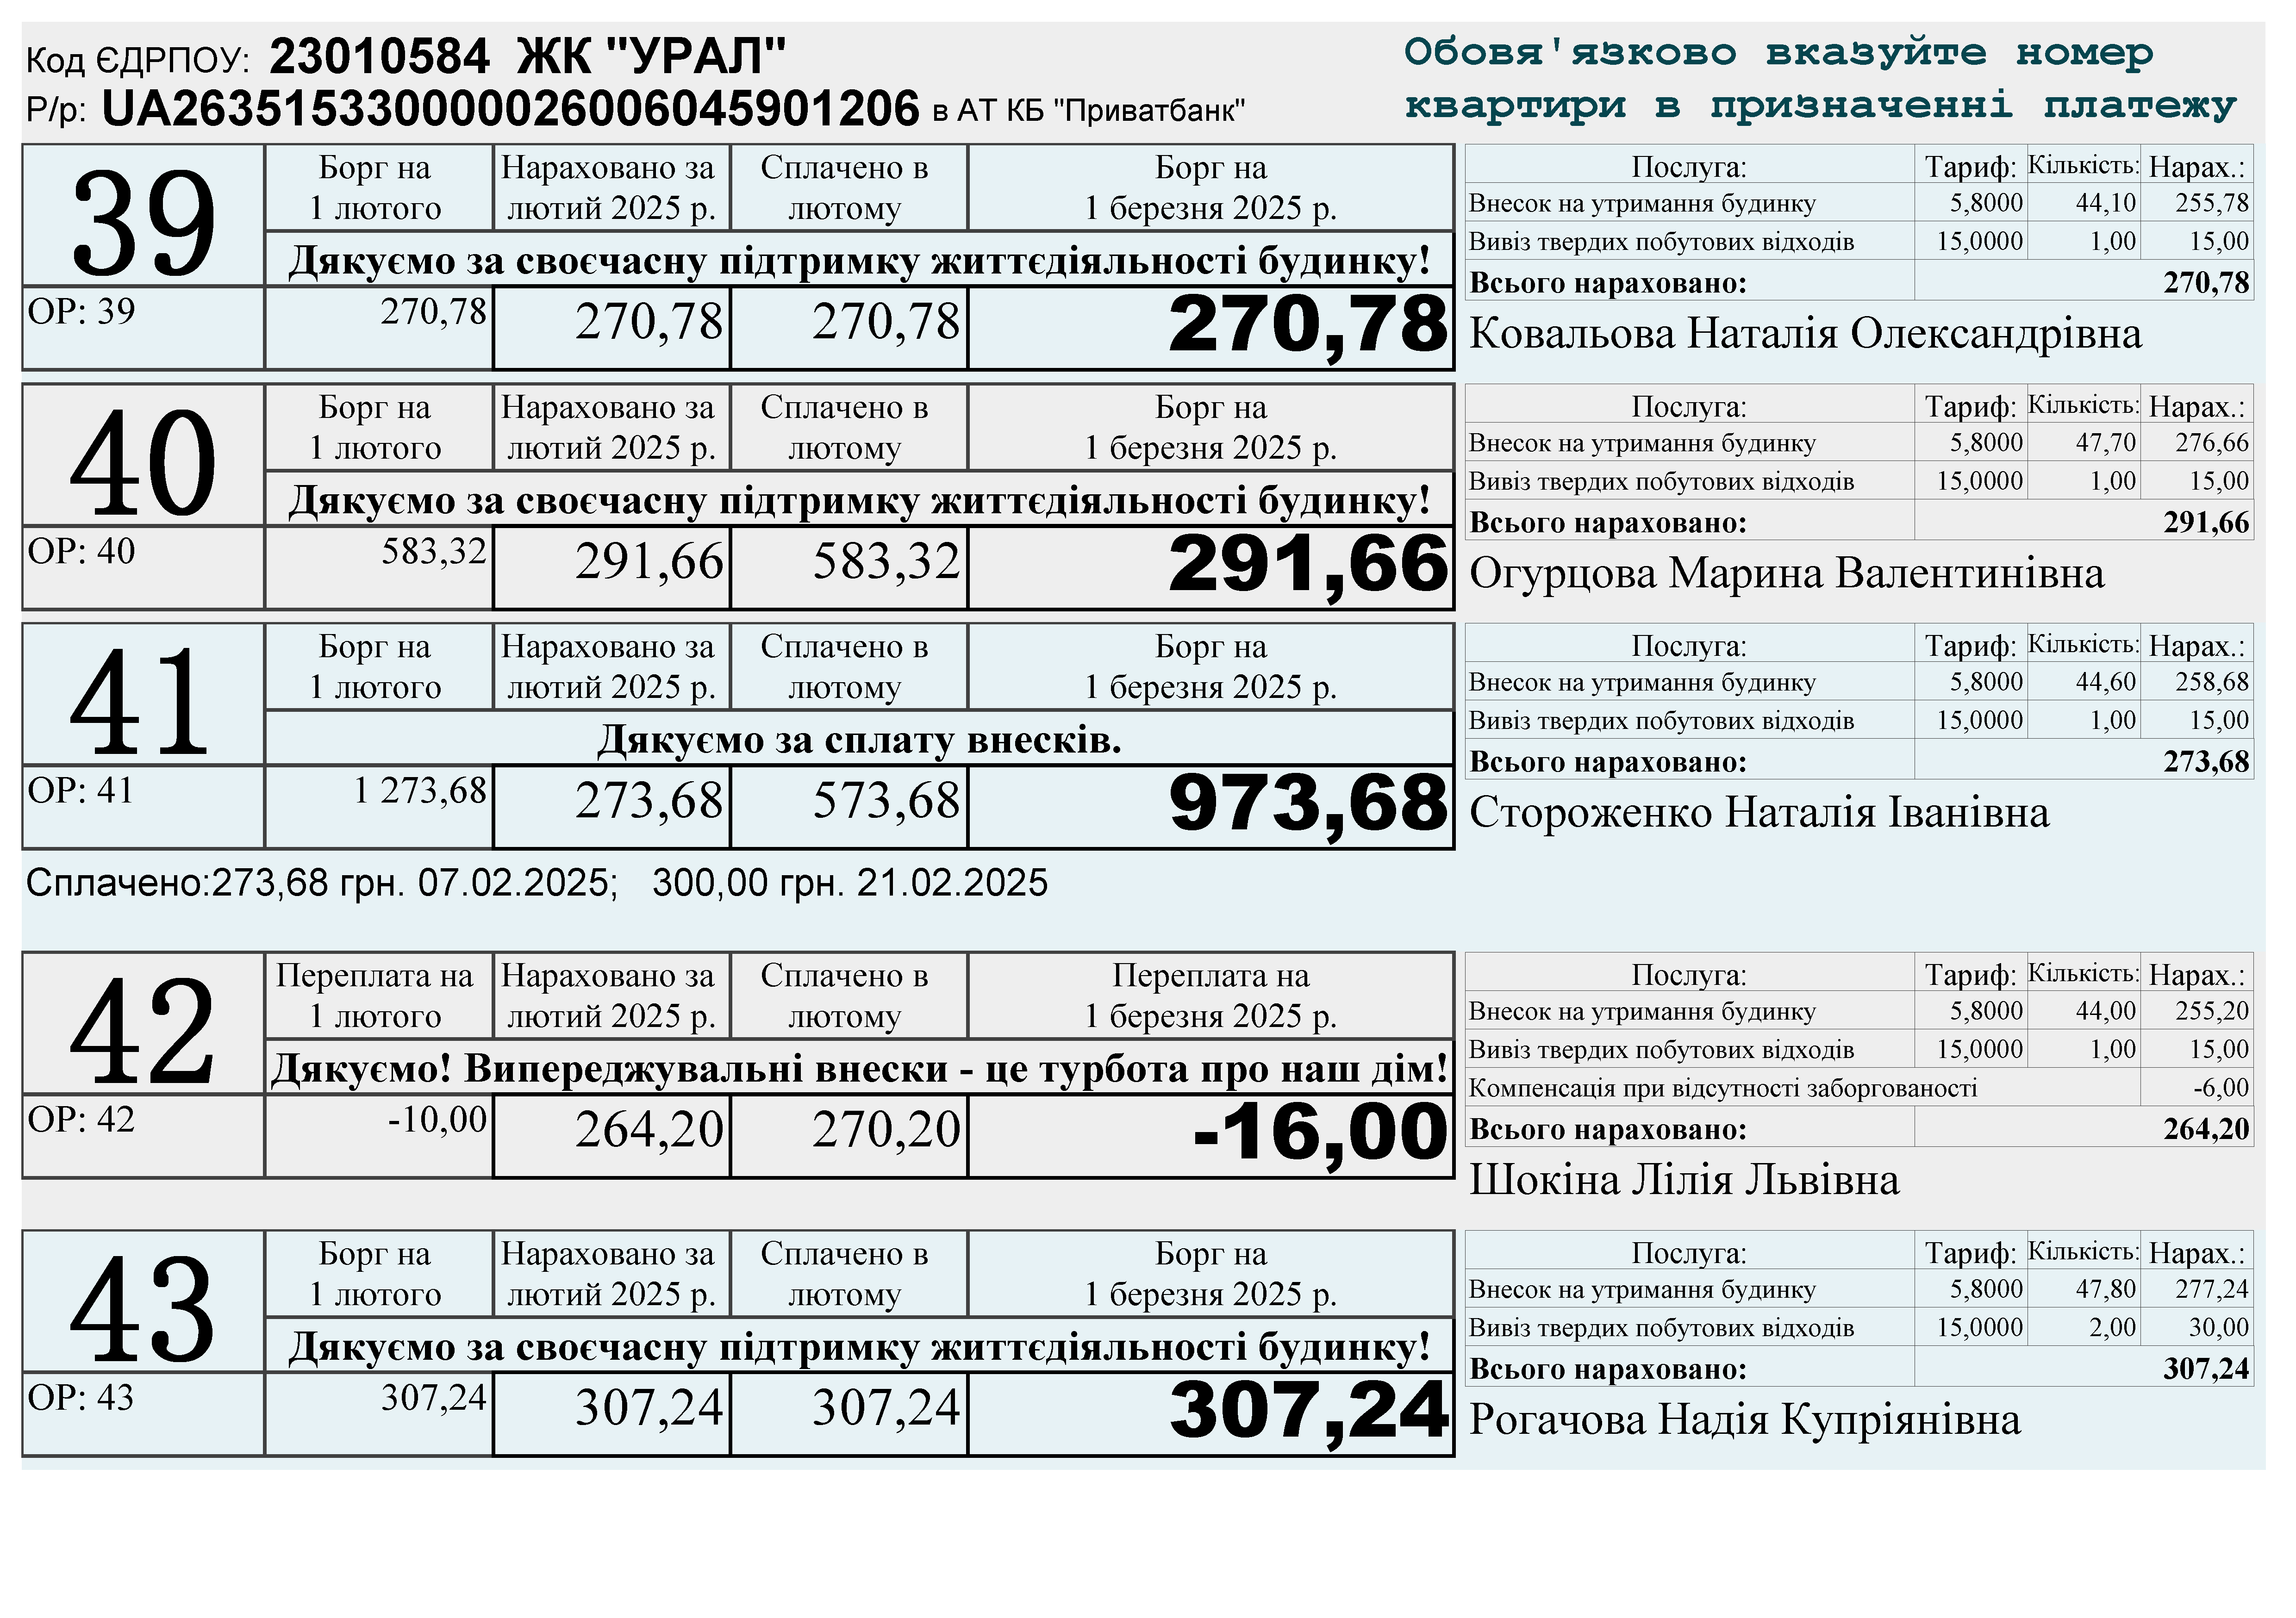 Код ЄДРПОУ: 23010584 ЖК "УРАЛ"
Р/р: UA263515330000026006045901206 в АТ КБ "Приватбанк"
Обовя'язково вказуйте номер
квартири в призначенні платежу
39
Борг на Нараховано за Сплачено в Борг на
1 лютого лютий 2025 р. лютому 1 березня 2025 р.
Дякуємо за своєчасну підтримку життєдіяльності будинку!
ОР: 39 270,78 270,78 270,78 270,78
Послуга: Тариф: Кількість: Нарах.:
Внесок на утримання будинку 5,8000 44,10 255,78
Вивіз твердих побутових відходів 15,0000 1,00 15,00
Всього нараховано: 270,78
Ковальова Наталія Олександрівна
40
Борг на Нараховано за Сплачено в Борг на
1 лютого лютий 2025 р. лютому 1 березня 2025 р.
Дякуємо за своєчасну підтримку життєдіяльності будинку!
ОР: 40 583,32 291,66 583,32 291,66
Послуга: Тариф: Кількість: Нарах.:
Внесок на утримання будинку 5,8000 47,70 276,66
Вивіз твердих побутових відходів 15,0000 1,00 15,00
Всього нараховано: 291,66
Огурцова Марина Валентинівна
41
Борг на Нараховано за Сплачено в Борг на
1 лютого лютий 2025 р. лютому 1 березня 2025 р.
Дякуємо за сплату внесків.
ОР: 41 1 273,68 273,68 573,68 973,68
Послуга: Тариф: Кількість: Нарах.:
Внесок на утримання будинку 5,8000 44,60 258,68
Вивіз твердих побутових відходів 15,0000 1,00 15,00
Всього нараховано: 273,68
Стороженко Наталія Іванівна
Сплачено:273,68 грн. 07.02.2025; 300,00 грн. 21.02.2025
42
Переплата на Нараховано за Сплачено в Переплата на
1 лютого лютий 2025 р. лютому 1 березня 2025 р.
Дякуємо! Випереджувальні внески - це турбота про наш дім!
ОР: 42 -10,00 264,20 270,20 -16,00
Послуга: Тариф: Кількість: Нарах.:
Внесок на утримання будинку 5,8000 44,00 255,20
Вивіз твердих побутових відходів 15,0000 1,00 15,00
Компенсація при відсутності заборгованості -6,00
Всього нараховано: 264,20
Шокіна Лілія Львівна
43
Борг на Нараховано за Сплачено в Борг на
1 лютого лютий 2025 р. лютому 1 березня 2025 р.
Дякуємо за своєчасну підтримку життєдіяльності будинку!
ОР: 43 307,24 307,24 307,24 307,24
Послуга: Тариф: Кількість: Нарах.:
Внесок на утримання будинку 5,8000 47,80 277,24
Вивіз твердих побутових відходів 15,0000 2,00 30,00
Всього нараховано: 307,24
Рогачова Надія Купріянівна